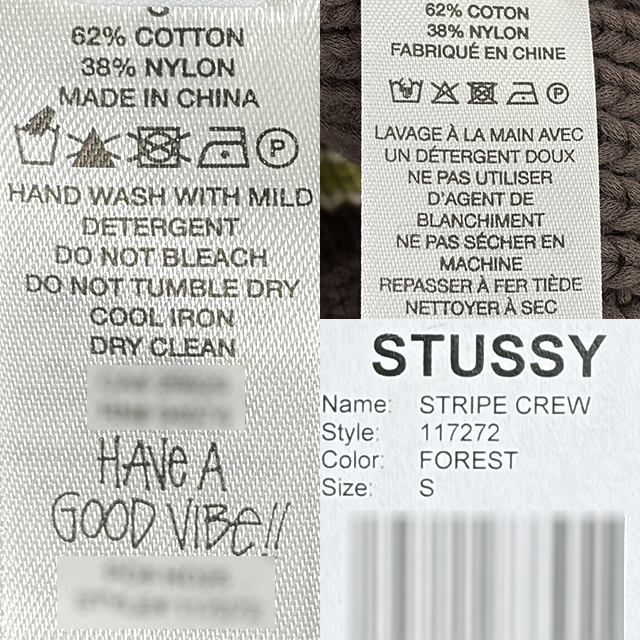 62% COTTON
38% NYLON
MADE IN CHINA
P
HAND WASH WITH MILD
DETERGENT
DO NOT BLEACH
DO NOT TUMBLE DRY
COOL IRON
DRY CLEAN
HAVE A
GOOD VIBE!!
62% COTON
38% NYLON
FABRIQUÉ EN CHINE
P
LAVAGE À LA MAIN AVEC
UN DÉTERGENT DOUX
NE PAS UTILISER
D'AGENT DE
BLANCHIMENT
NE PAS SÉCHER EN
MACHINE
REPASSER À FER TIÈDE
NETTOYER À SEC
STUSSY
Name: STRIPE CREW
Style: 117272
Color: FOREST
Size: S